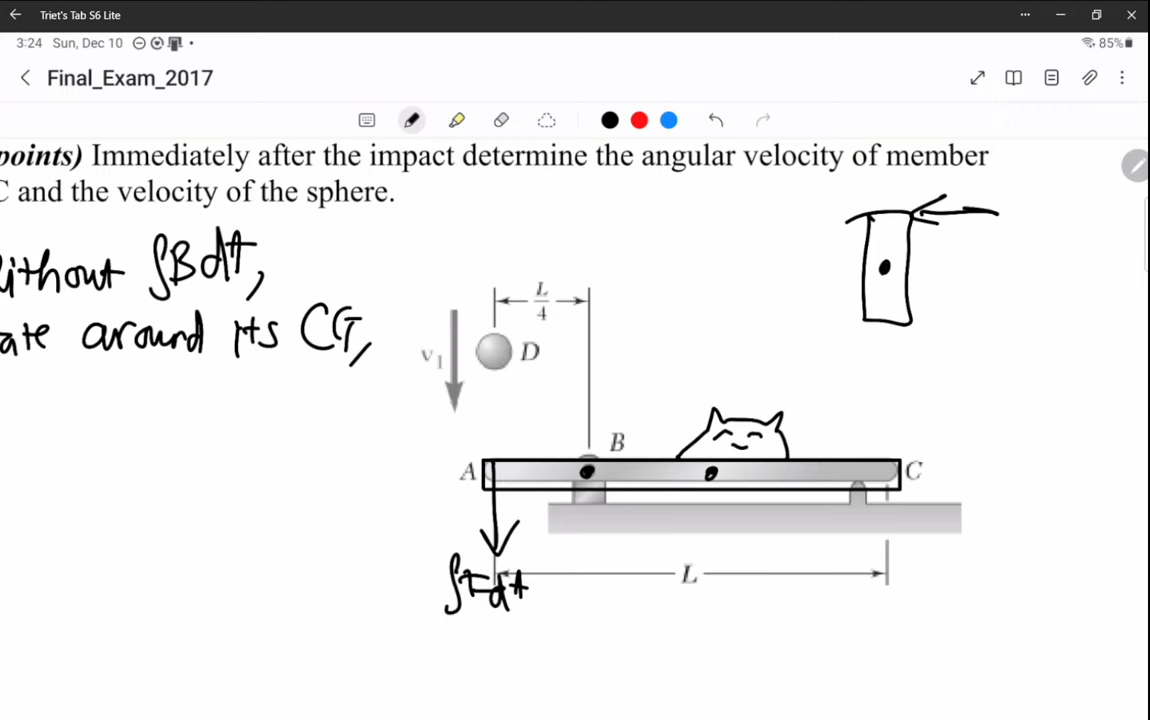 Triet's Tab S6 Lite
3:24 Sun, Dec 10
85%
Final_Exam_2017
points) Immediately after the impact determine the angular velocity of member
C and the velocity of the sphere.
ithout ∫Bdt,
ate around its CG,
L
4
v1
D
B
A
C
∫Fdt
L